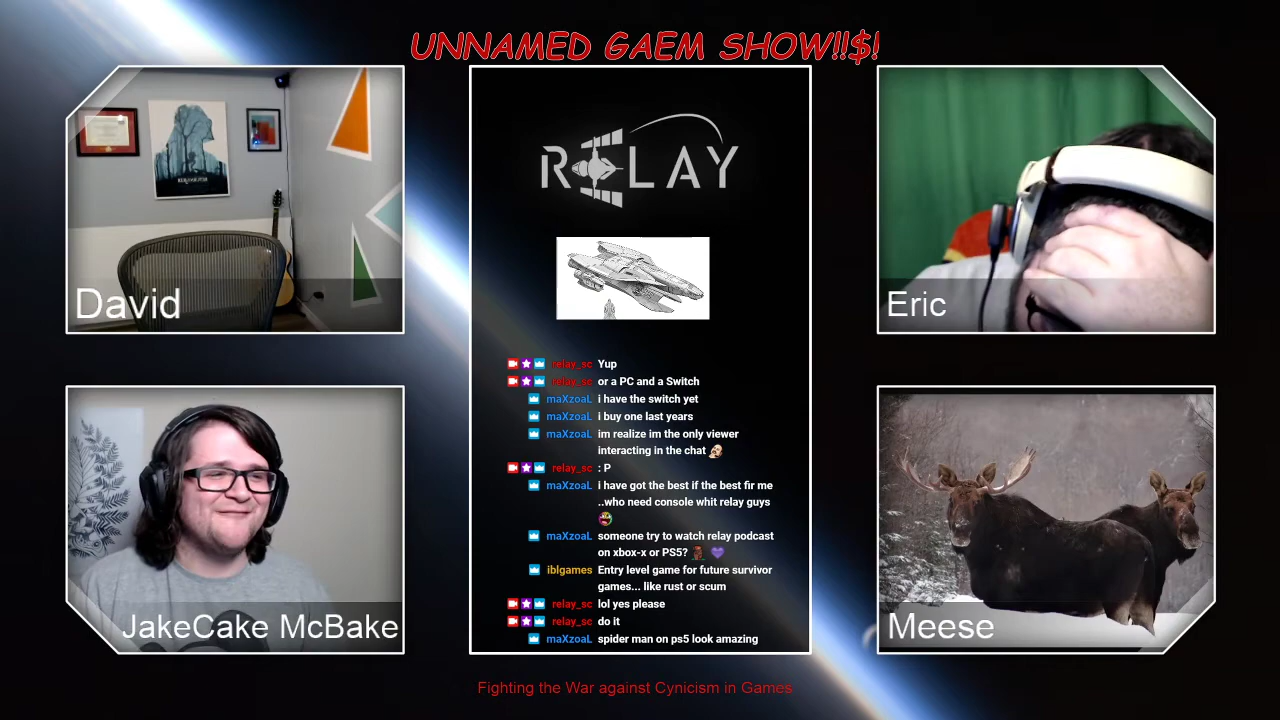 UNNAMED GAEM SHOW!!$!
RELAY
David
Eric
relay_sc Yup
relay_sc or a PC and a Switch
maXzoaL i have the switch yet
maXzoaL i buy one last years
maXzoaL im realize im the only viewer
interacting in the chat
relay_sc : P
maXzoaL i have got the best if the best fir me
..who need console whit relay guys
maXzoaL someone try to watch relay podcast
on xbox-x or PS5?
iblgames Entry level game for future survivor
games... like rust or scum
relay_sc lol yes please
relay_sc do it
maXzoaL spider man on ps5 look amazing
JakeCake McBake
Meese
Fighting the War against Cynicism in Games